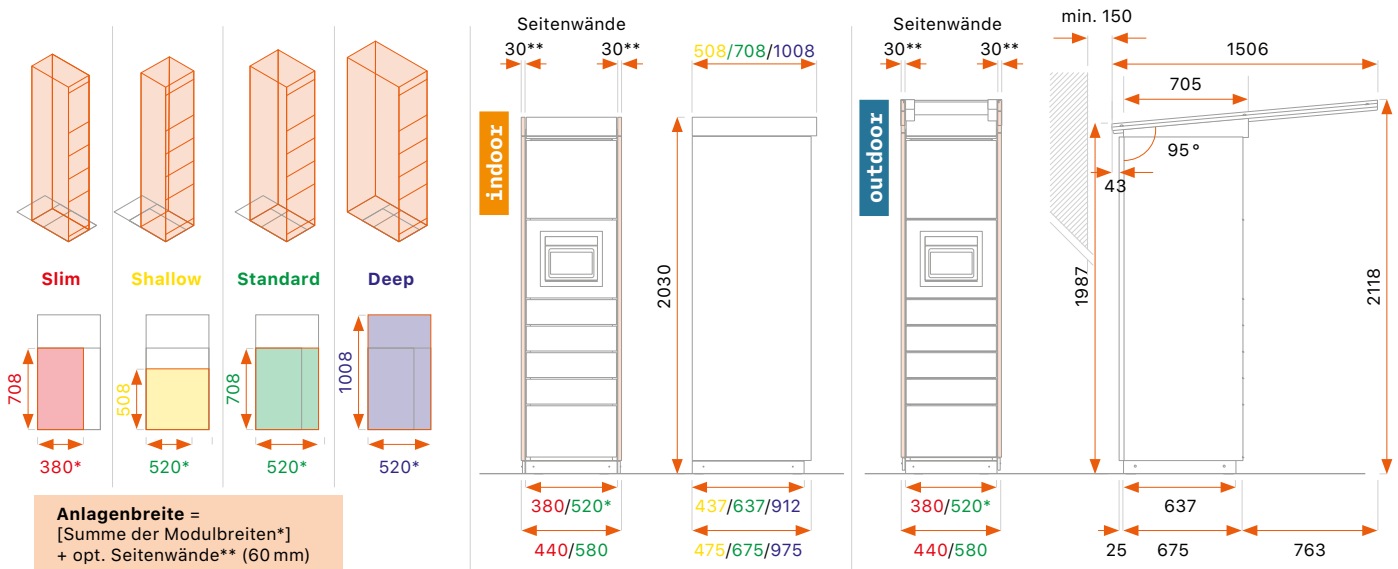 Slim
Shallow
Standard
Deep
708
380*
508
520*
708
520*
1008
520*
Anlagenbreite =
[Summe der Modulbreiten*]
+ opt. Seitenwände** (60 mm)
Seitenwände
30**
30**
508/708/1008
indoor
2030
380/520*
437/637/912
440/580
475/675/975
Seitenwände
30**
30**
min. 150
1506
705
outdoor
95°
43
1987
2118
380/520*
637
440/580
25
675
763